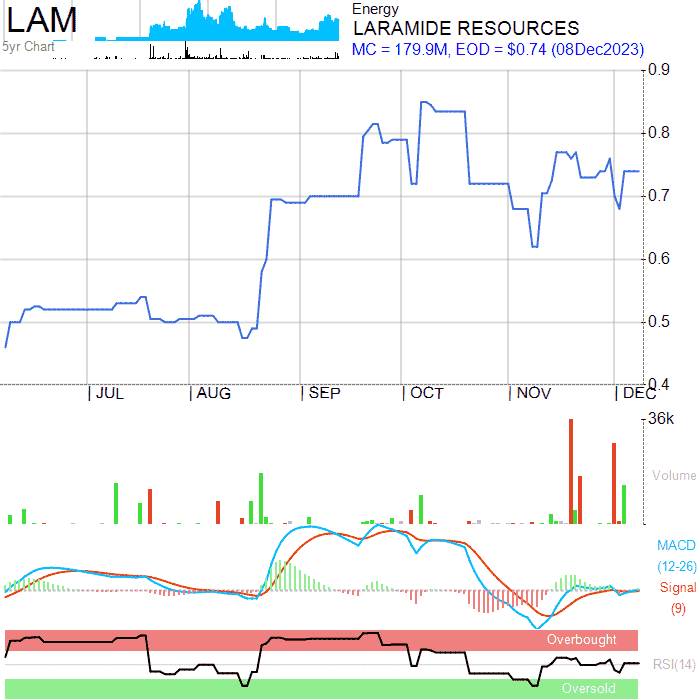 LAM
5yr Chart
Energy
LARAMIDE RESOURCES
MC = 179.9M, EOD = $0.74 (08Dec2023)
0.9
0.8
0.7
0.6
0.5
0.4
JUL
AUG
SEP
OCT
NOV
DEC
36k
Volume
MACD
(12-26)
Signal
(9)
Overbought
RSI(14)
Oversold